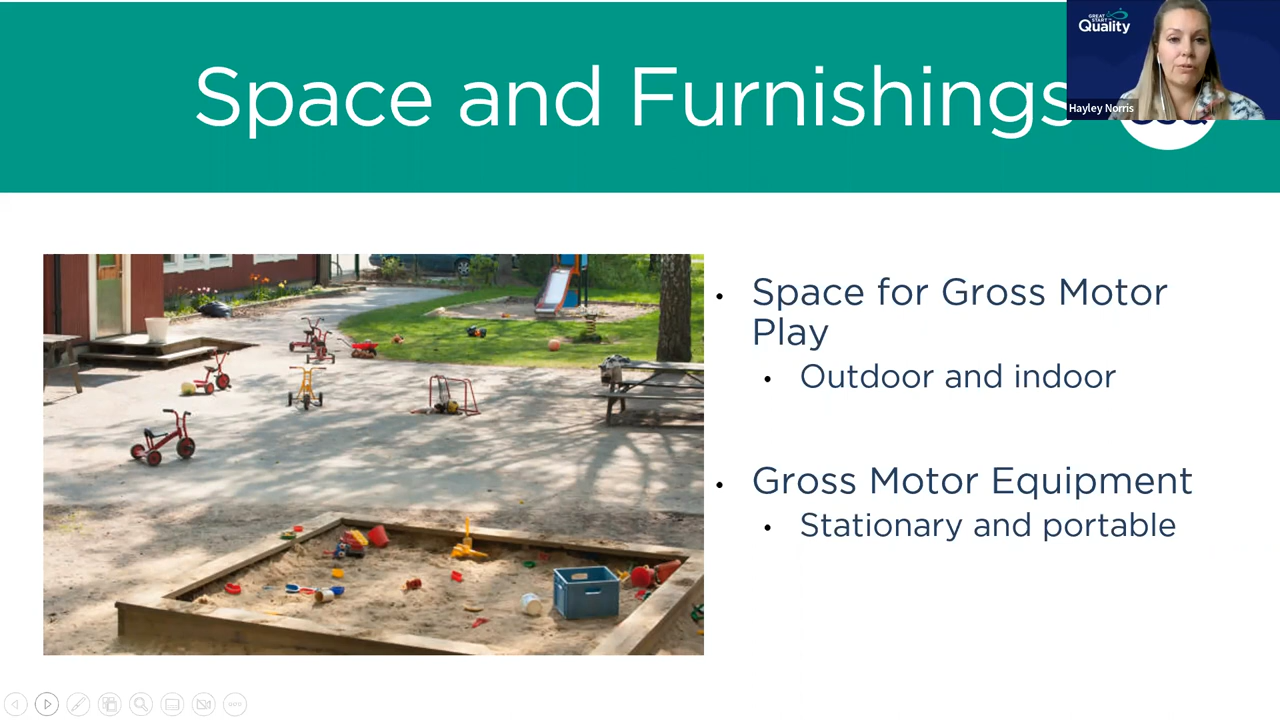 Space and Furnishings
GREAT
START to
Quality
Hayley Norris
• Space for Gross Motor
Play
• Outdoor and indoor
• Gross Motor Equipment
• Stationary and portable